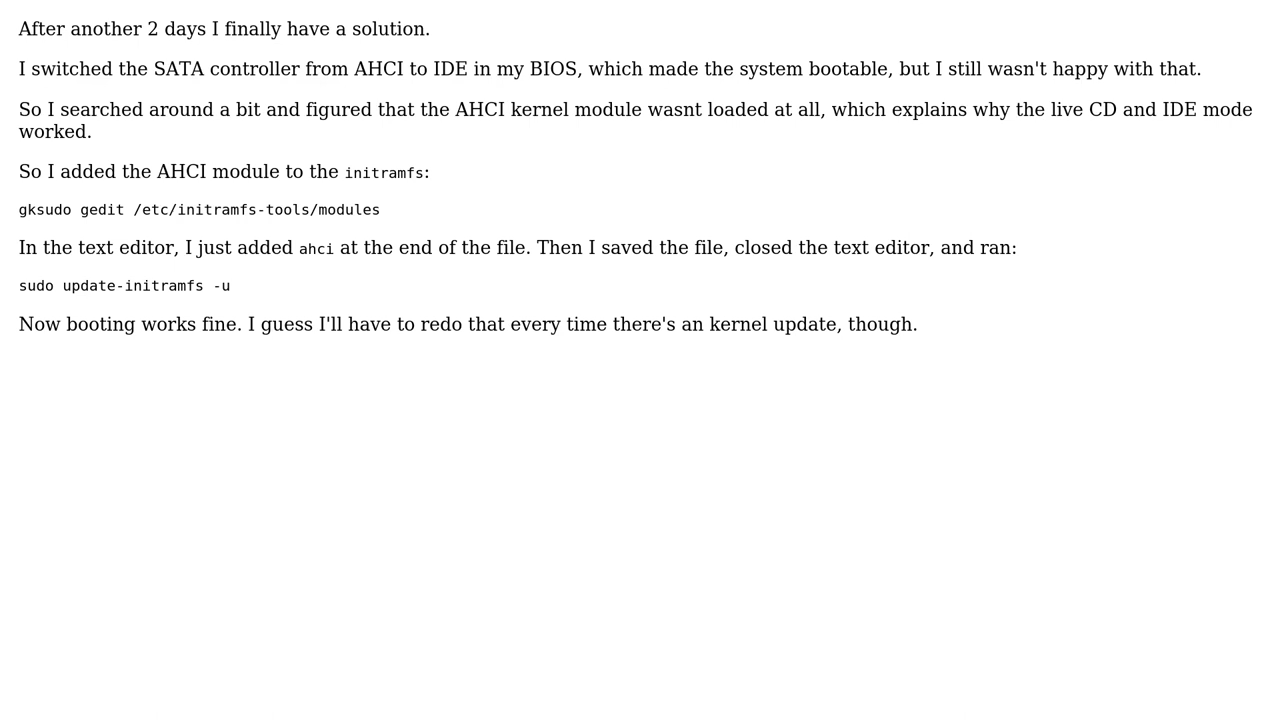 After another 2 days I finally have a solution.
I switched the SATA controller from AHCI to IDE in my BIOS, which made the system bootable, but I still wasn't happy with that.
So I searched around a bit and figured that the AHCI kernel module wasnt loaded at all, which explains why the live CD and IDE mode
worked.
So I added the AHCI module to the initramfs:
gksudo gedit /etc/initramfs-tools/modules
In the text editor, I just added ahci at the end of the file. Then I saved the file, closed the text editor, and ran:
sudo update-initramfs -u
Now booting works fine. I guess I'll have to redo that every time there's an kernel update, though.